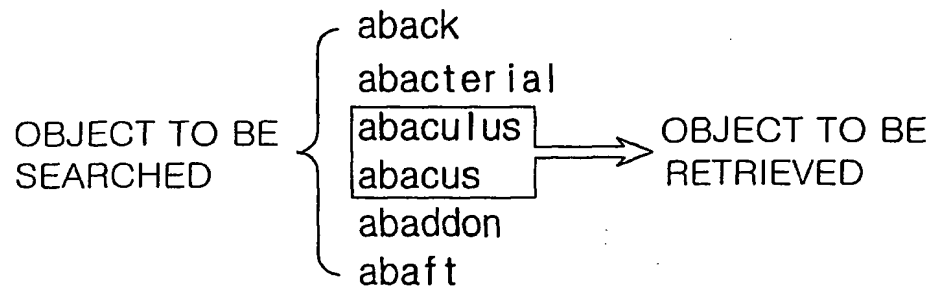 OBJECT TO BE
SEARCHED
aback
abacterial
abaculus
abacus
abaddon
abaft
OBJECT TO BE
RETRIEVED